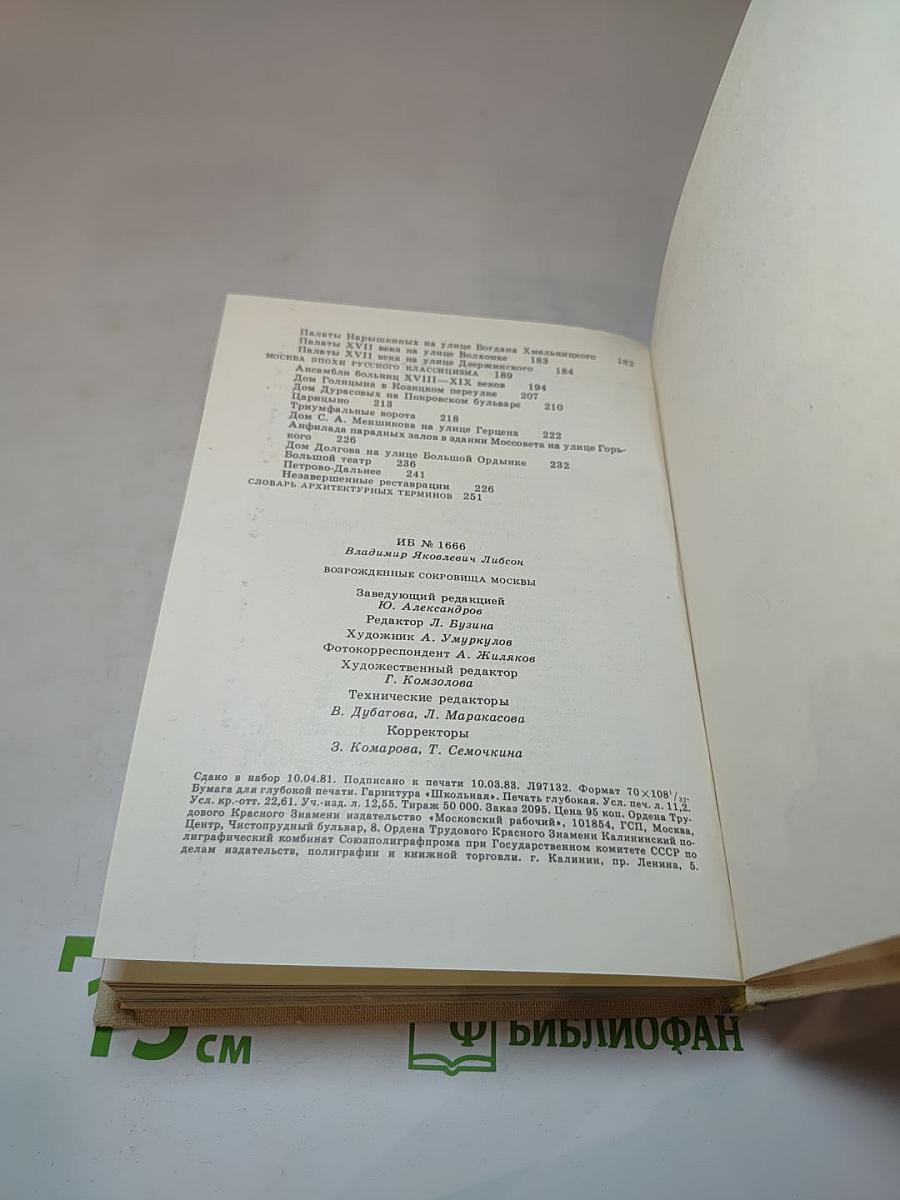 Палаты Нарышкиных на улице Богдана Хмельницкого 182
Палаты XVII века на улице Волхонке 183
Палаты XVII века на улице Дзержинского 184
МОСКВА ЭПОХИ РУССКОГО КЛАССИЦИЗМА 189
Ансамбли больниц XVIII—XIX веков 194
Дом Голицына в Козицком переулке 207
Дом Дурасовых на Покровском бульваре 210
Царицыно 213
Триумфальные ворота 218
Дом С. А. Меншикова на улице Герцена 222
Анфилада парадных залов в здании Моссовета на улице Горь-
кого 226
Дом Долгова на улице Большой Ордынке 232
Большой театр 236
Петрово-Дальнее 241
Незавершенные реставрации 226
СЛОВАРЬ АРХИТЕКТУРНЫХ ТЕРМИНОВ 251
ИБ № 1666
Владимир Яковлевич Либсон
ВОЗРОЖДЕННЫЕ СОКРОВИЩА МОСКВЫ
Заведующий редакцией
Ю. Александров
Редактор Л. Бузина
Художник А. Умуркулов
Фотокорреспондент А. Жиляков
Художественный редактор
Г. Комзолова
Технические редакторы
В. Дубатова, Л. Маракасова
Корректоры
З. Комарова, Т. Семочкина
Сдано в набор 10.04.81. Подписано к печати 10.03.83. Л97132. Формат 70×108¹/₃₂.
Бумага для глубокой печати. Гарнитура «Школьная». Печать глубокая. Усл. печ. л. 11,2.
Усл. кр.-отт. 22,61. Уч.-изд. л. 12,55. Тираж 50 000. Заказ 2095. Цена 95 коп. Ордена Тру-
дового Красного Знамени издательство «Московский рабочий», 101854, ГСП, Москва,
Центр, Чистопрудный бульвар, 8. Ордена Трудового Красного Знамени Калининский по-
лиграфический комбинат Союзполиграфпрома при Государственном комитете СССР по
делам издательств, полиграфии и книжной торговли. г. Калинин, пр. Ленина, 5.
15 см
Ф БИБЛИОФАН